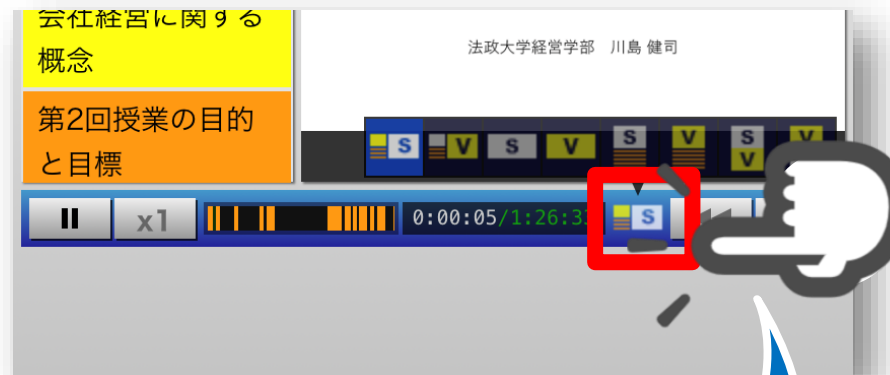 会社経営に関する
概念
法政大学経営学部　川島 健司
第2回授業の目的
と目標
S V S V S V S V
V
x1 0:00:05/1:26:3 S